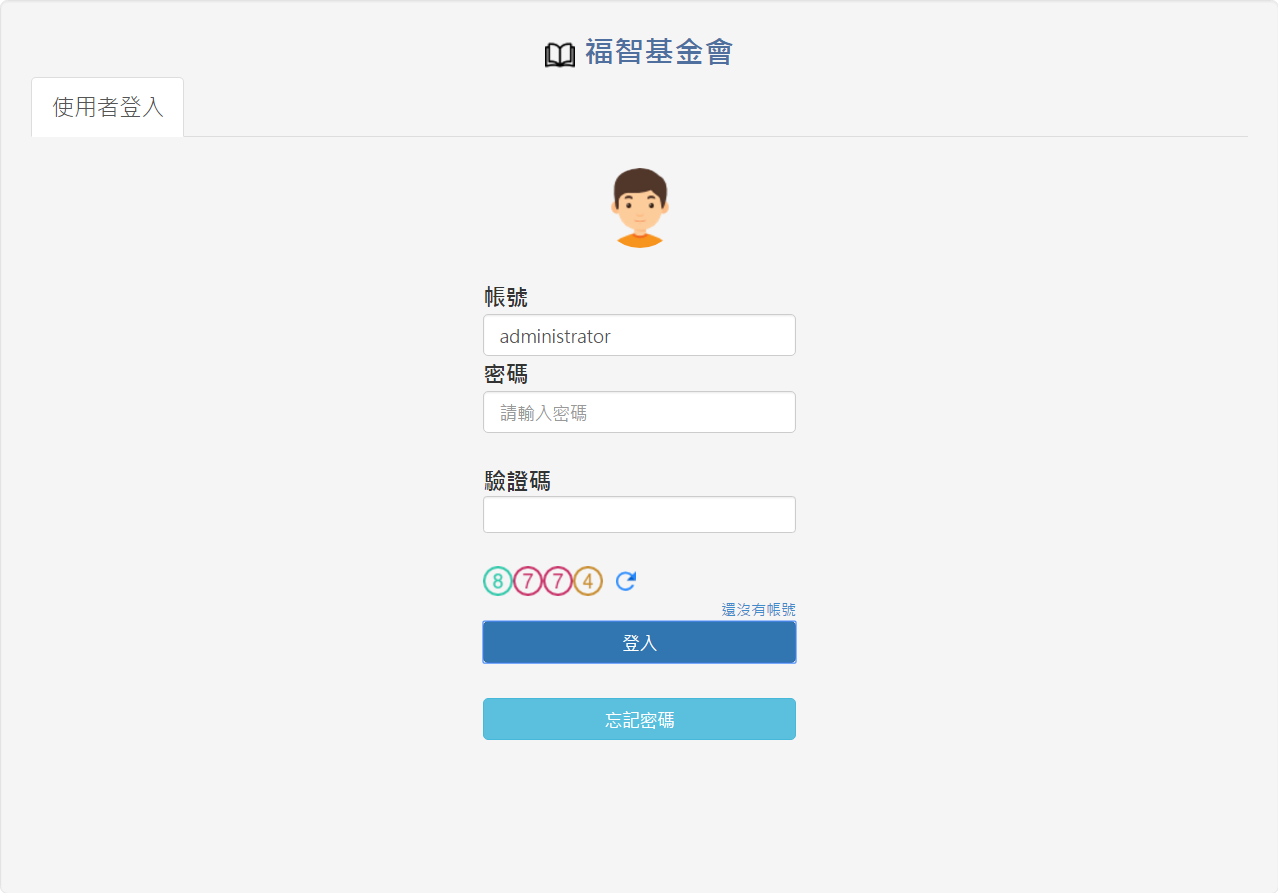 福智基金會
使用者登入
帳號
administrator
密碼
請輸入密碼
驗證碼
8774
還沒有帳號
登入
忘記密碼